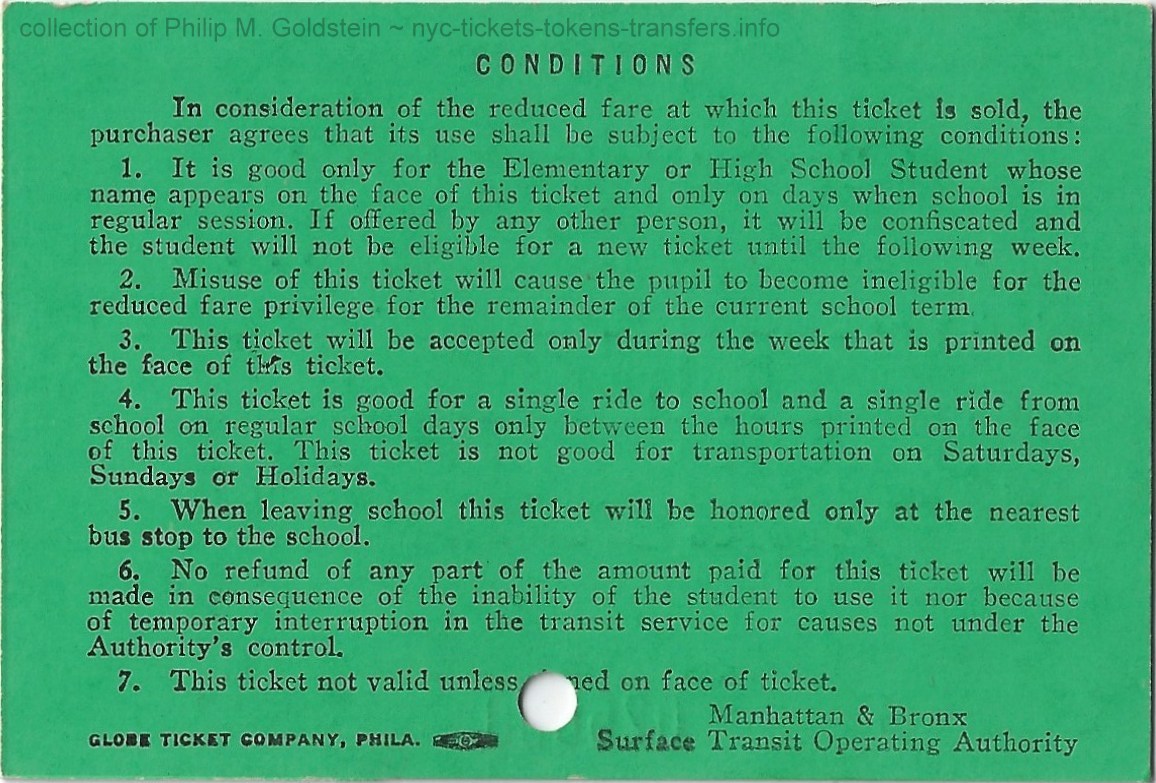 collection of Philip M. Goldstein ~ nyc-tickets-tokens-transfers.info
CONDITIONS
In consideration of the reduced fare at which this ticket is sold, the
purchaser agrees that its use shall be subject to the following conditions:
1. It is good only for the Elementary or High School Student whose
name appears on the face of this ticket and only on days when school is in
regular session. If offered by any other person, it will be confiscated and
the student will not be eligible for a new ticket until the following week.
2. Misuse of this ticket will cause the pupil to become ineligible for the
reduced fare privilege for the remainder of the current school term.
3. This ticket will be accepted only during the week that is printed on
the face of this ticket.
4. This ticket is good for a single ride to school and a single ride from
school on regular school days only between the hours printed on the face
of this ticket. This ticket is not good for transportation on Saturdays,
Sundays or Holidays.
5. When leaving school this ticket will be honored only at the nearest
bus stop to the school.
6. No refund of any part of the amount paid for this ticket will be
made in consequence of the inability of the student to use it nor because
of temporary interruption in the transit service for causes not under the
Authority's control.
7. This ticket not valid unless ned on face of ticket.
Manhattan & Bronx
GLOBE TICKET COMPANY, PHILA. Surface Transit Operating Authority